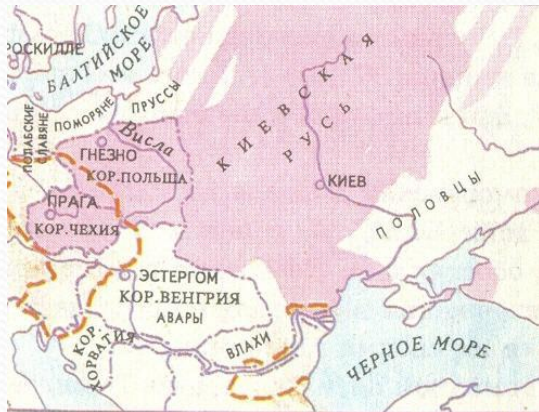 РОСКИЛЛЕ
БАЛТИЙСКОЕ
МОРЕ
ПОЛАБСКИЕ
СЛАВЯНЕ
ПОМОРЯНЕ
ПРУССЫ
Висла
ГНЕЗНО
КОР.ПОЛЬША
КИЕВСКАЯ
РУСЬ
КИЕВ
ПРАГА
КОР.ЧЕХИЯ
ПОЛОВЦЫ
ЭСТЕРГОМ
КОР.ВЕНГРИЯ
АВАРЫ
КОР.
ХОРВАТИЯ
ВЛАХИ
ЧЕРНОЕ МОРЕ